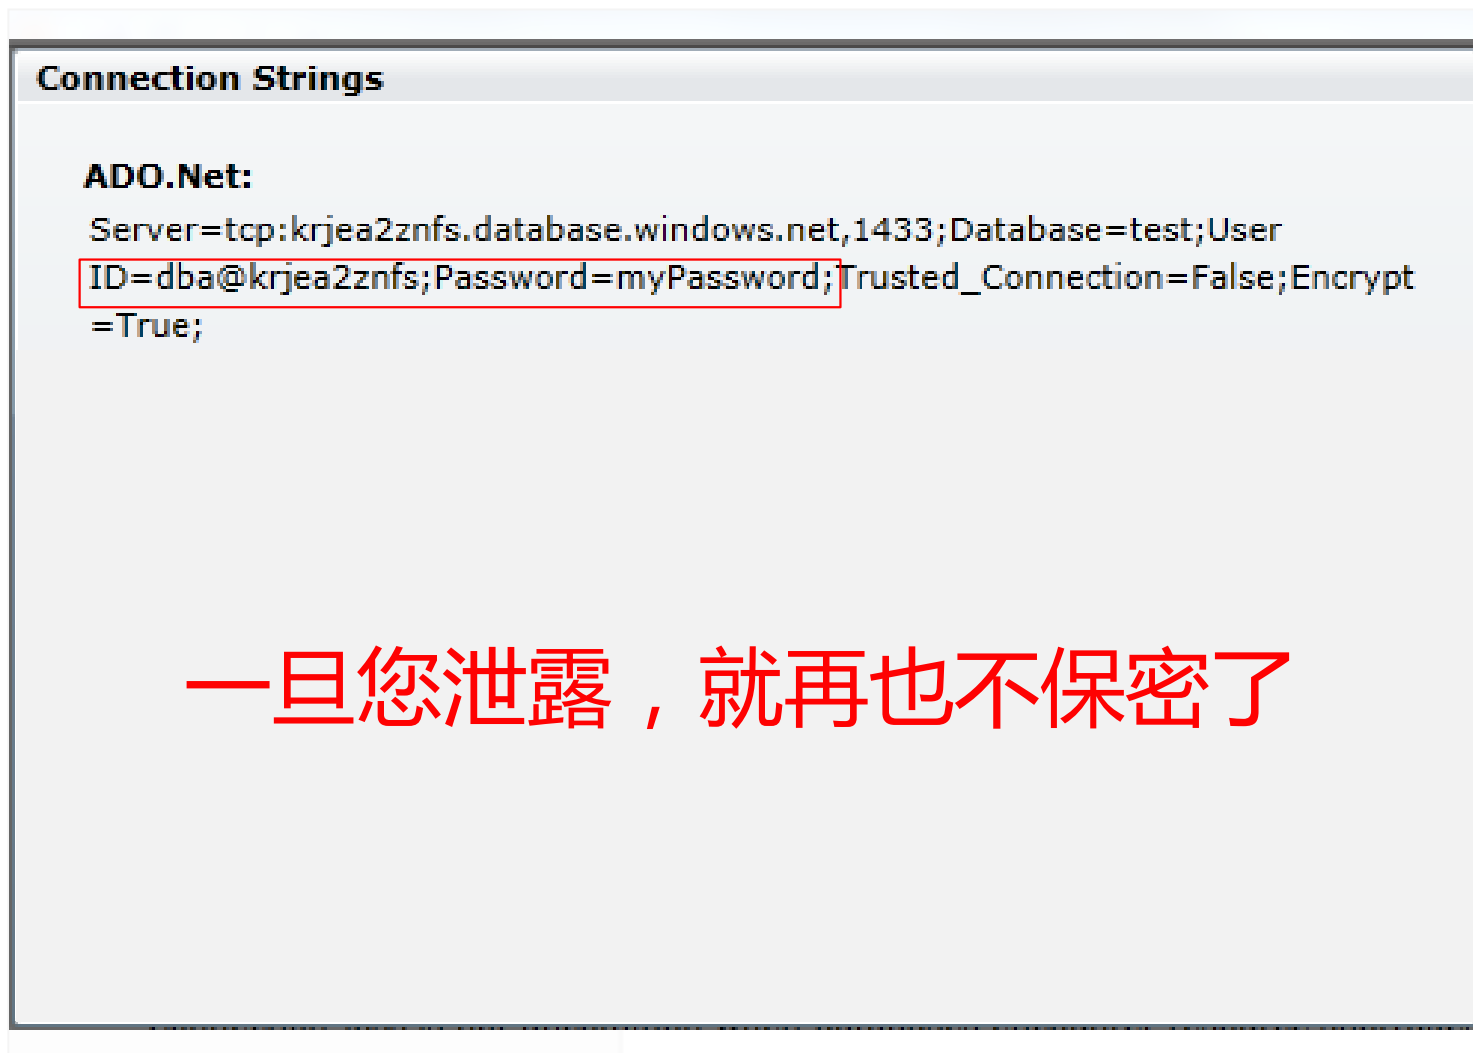 Connection Strings
ADO.Net:
Server=tcp:krjea2znfs.database.windows.net,1433;Database=test;User
ID=dba@krjea2znfs;Password=myPassword;Trusted_Connection=False;Encrypt
=True;
一旦您泄露，就再也不保密了